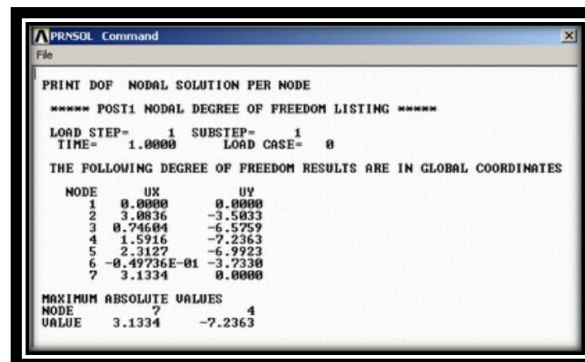 PRNSOL Command
File
PRINT DOF NODAL SOLUTION PER NODE
***** POST1 NODAL DEGREE OF FREEDOM LISTING *****
LOAD STEP= 1 SUBSTEP= 1
TIME= 1.0000 LOAD CASE= 0
THE FOLLOWING DEGREE OF FREEDOM RESULTS ARE IN GLOBAL COORDINATES
NODE UX UY
1 0.0000 0.0000
2 3.0836 -3.5033
3 0.74604 -6.5759
4 1.5916 -7.2363
5 2.3127 -6.9923
6 -0.49736E-01 -3.7330
7 3.1334 0.0000
MAXIMUM ABSOLUTE VALUES
NODE 7 4
VALUE 3.1334 -7.2363